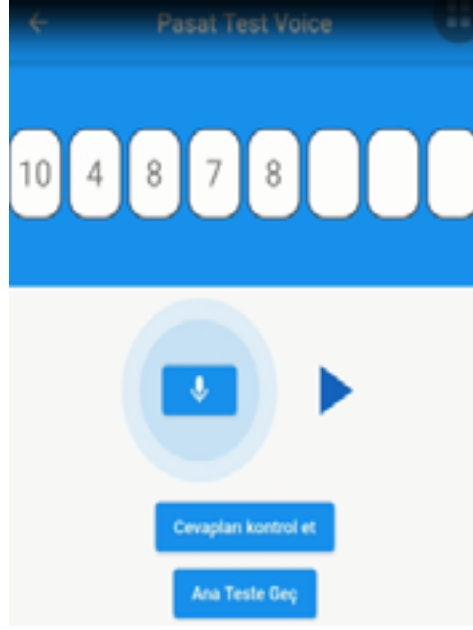 Pasat Test Voice
10 4 8 7 8
Cevapları kontrol et
Ana Teste Geç